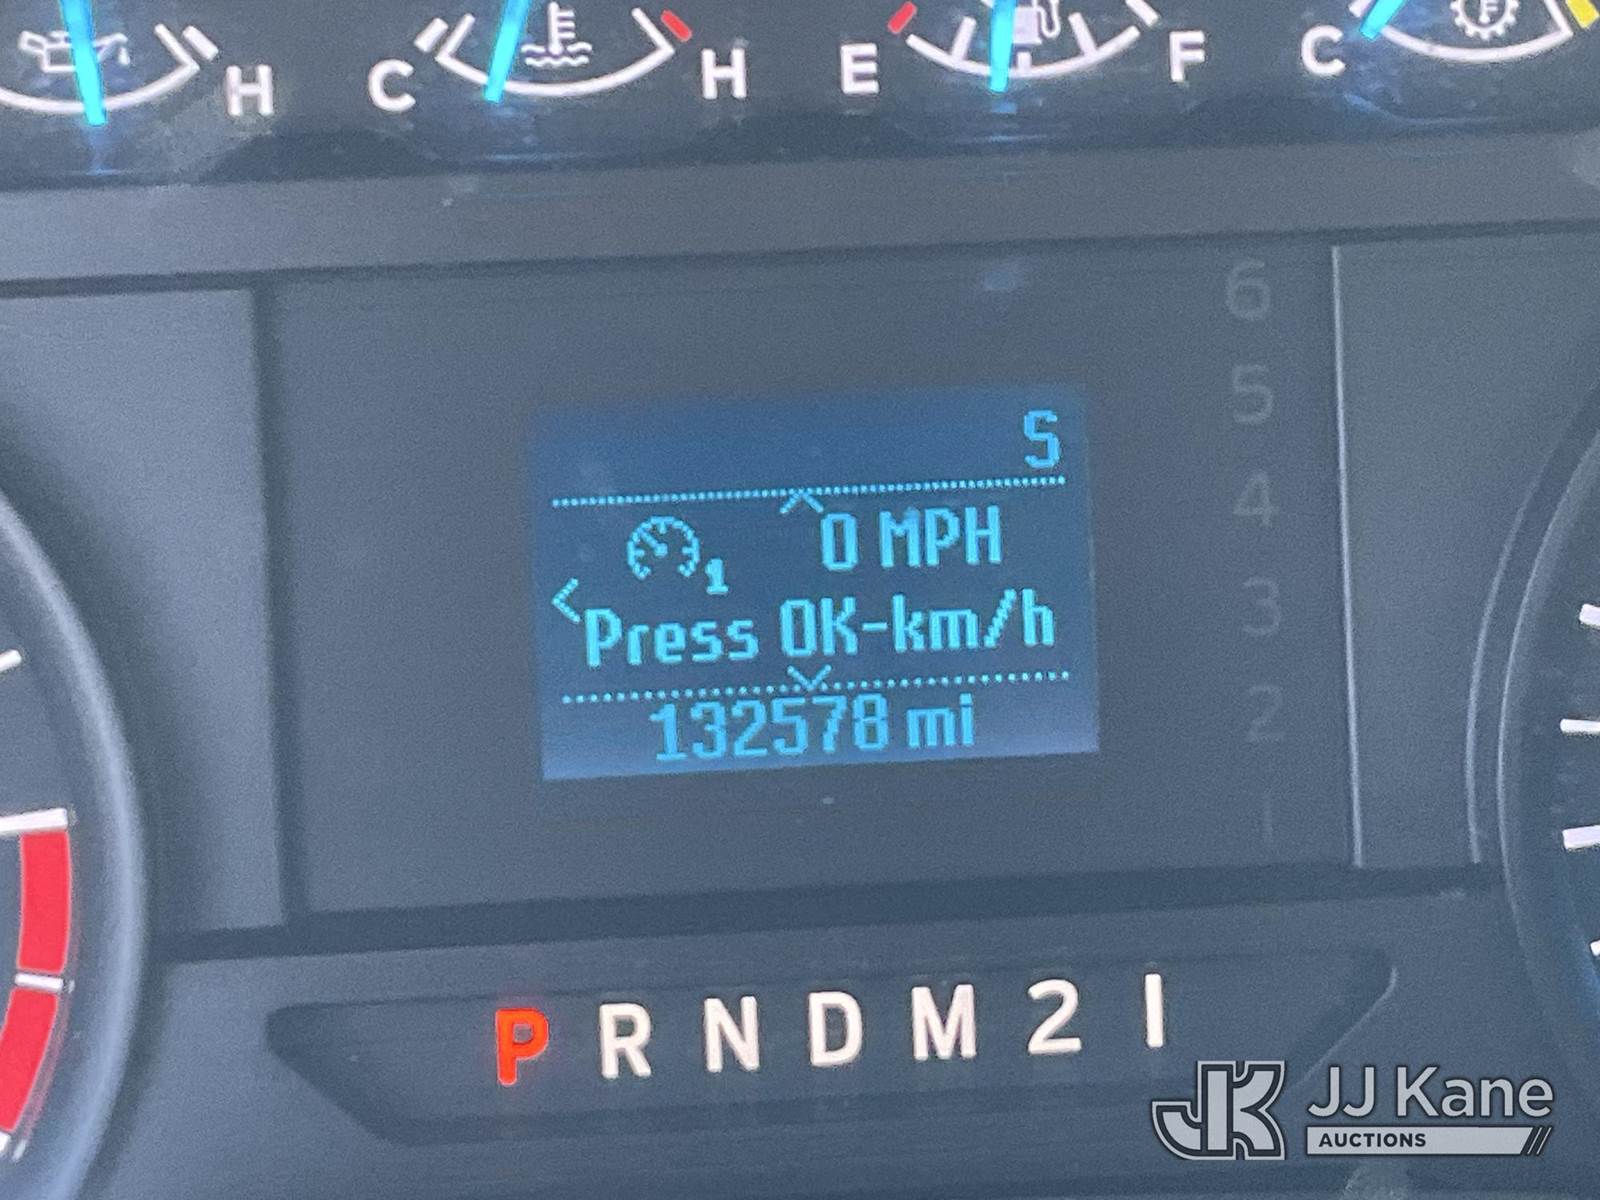 H C H E F C
6
5
4
3
2
1
S
0 MPH
1
Press OK-km/h
132578 mi
P R N D M 2 1
JK JJ Kane
AUCTIONS